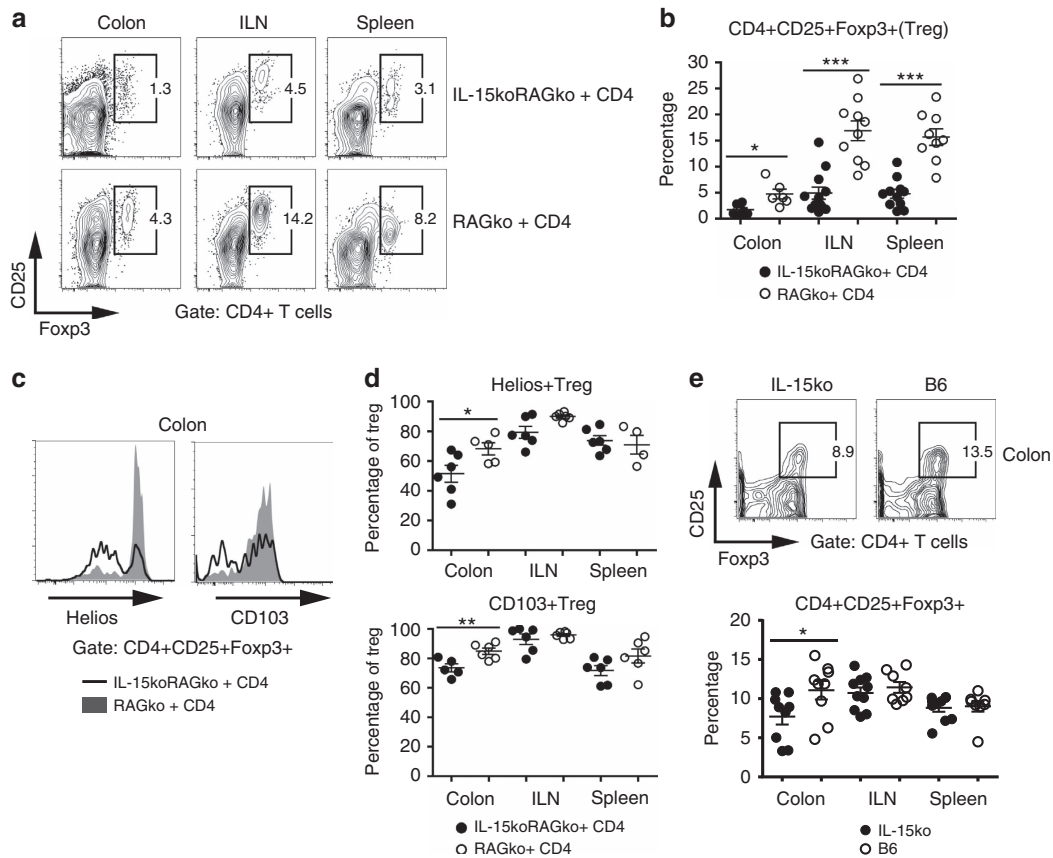 a
Colon ILN Spleen
1.3 4.5 3.1
IL-15koRAGko + CD4
4.3 14.2 8.2
RAGko + CD4
CD25
Foxp3
Gate: CD4+ T cells
b
CD4+CD25+Foxp3+(Treg)
Percentage
30
25
20
15
10
5
0
* *** ***
Colon ILN Spleen
IL-15koRAGko+ CD4
RAGko+ CD4
c
Colon
Helios CD103
Gate: CD4+CD25+Foxp3+
IL-15koRAGko + CD4
RAGko + CD4
d
Helios+Treg
Percentage of treg
100
80
60
40
20
0
*
Colon ILN Spleen
CD103+Treg
Percentage of treg
100
80
60
40
20
0
**
Colon ILN Spleen
IL-15koRAGko+ CD4
RAGko+ CD4
e
IL-15ko B6
8.9 13.5
Colon
CD25
Foxp3
Gate: CD4+ T cells
CD4+CD25+Foxp3+
Percentage
20
15
10
5
0
*
Colon ILN Spleen
IL-15ko
B6